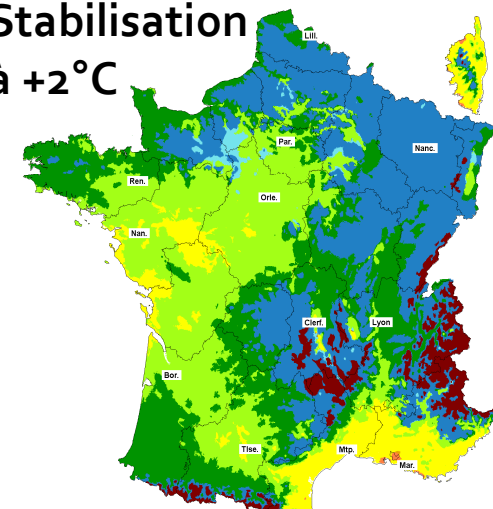 Stabilisation
à +2°C
Lill.
Par.
Nanc.
Ren.
Orle.
Nan.
Clerf.
Lyon
Bor.
Tlse.
Mtp.
Mar.